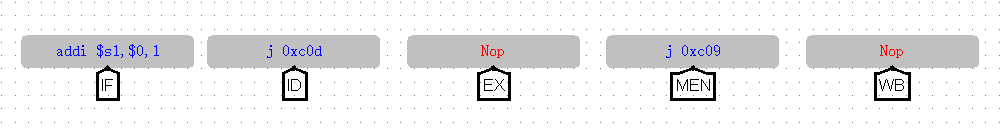 addi $s1,$0,1 j 0xc0d Nop j 0xc09 Nop
IF ID EX MEN WB